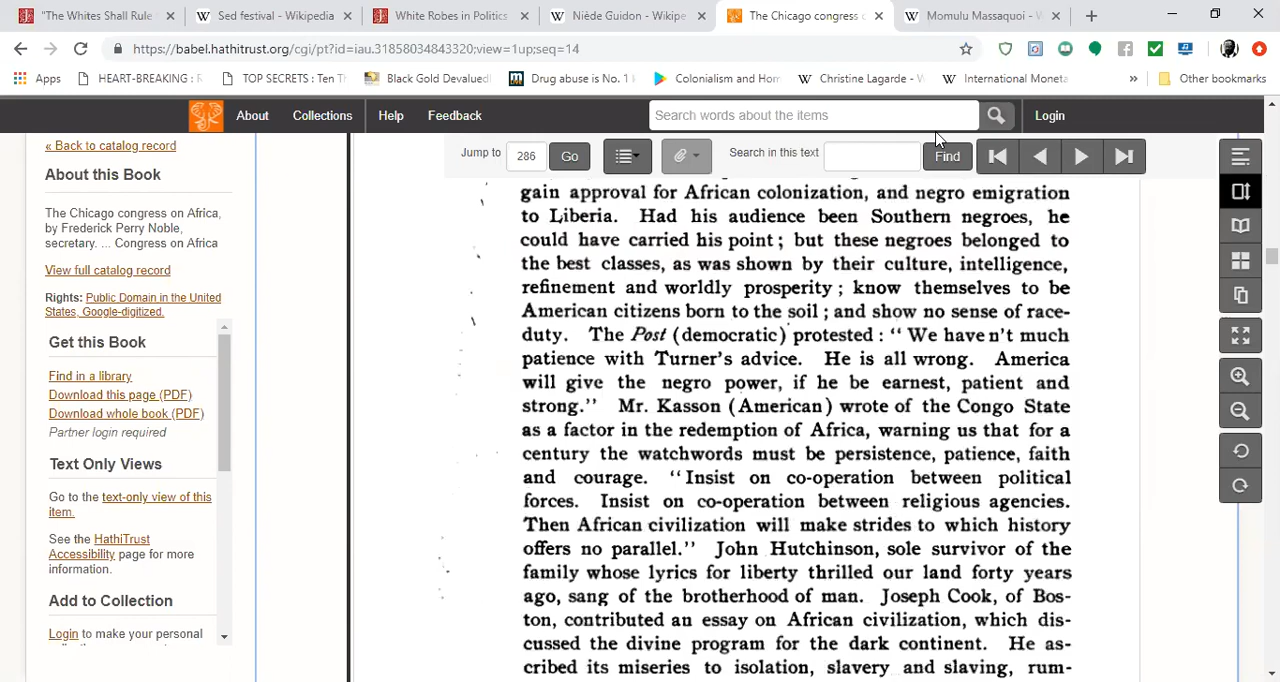 "The Whites Shall Rule
Sed festival - Wikipedia
White Robes in Politics
Niède Guidon - Wikipe
The Chicago congress o
Momulu Massaquoi - W
https://babel.hathitrust.org/cgi/pt?id=iau.31858034843320;view=1up;seq=14
Apps
HEART-BREAKING : R
TOP SECRETS : Ten Th
Black Gold Devalued
Drug abuse is No. 1
Colonialism and Hom
Christine Lagarde - W
International Moneta
»
Other bookmarks
About
Collections
Help
Feedback
Search words about the items
Login
« Back to catalog record
About this Book
The Chicago congress on Africa,
by Frederick Perry Noble,
secretary. ... Congress on Africa
View full catalog record
Rights: Public Domain in the United
States, Google-digitized.
Get this Book
Find in a library
Download this page (PDF)
Download whole book (PDF)
Partner login required
Text Only Views
Go to the text-only view of this
item.
See the HathiTrust
Accessibility page for more
information.
Add to Collection
Login to make your personal
Jump to
286
Go
Search in this text
Find
gain approval for African colonization, and negro emigration
to Liberia. Had his audience been Southern negroes, he
could have carried his point; but these negroes belonged to
the best classes, as was shown by their culture, intelligence,
refinement and worldly prosperity; know themselves to be
American citizens born to the soil; and show no sense of race-
duty. The Post (democratic) protested: "We haven't much
patience with Turner's advice. He is all wrong. America
will give the negro power, if he be earnest, patient and
strong." Mr. Kasson (American) wrote of the Congo State
as a factor in the redemption of Africa, warning us that for a
century the watchwords must be persistence, patience, faith
and courage. "Insist on co-operation between political
forces. Insist on co-operation between religious agencies.
Then African civilization will make strides to which history
offers no parallel." John Hutchinson, sole survivor of the
family whose lyrics for liberty thrilled our land forty years
ago, sang of the brotherhood of man. Joseph Cook, of Bos-
ton, contributed an essay on African civilization, which dis-
cussed the divine program for the dark continent. He as-
cribed its miseries to isolation, slavery and slaving, rum-